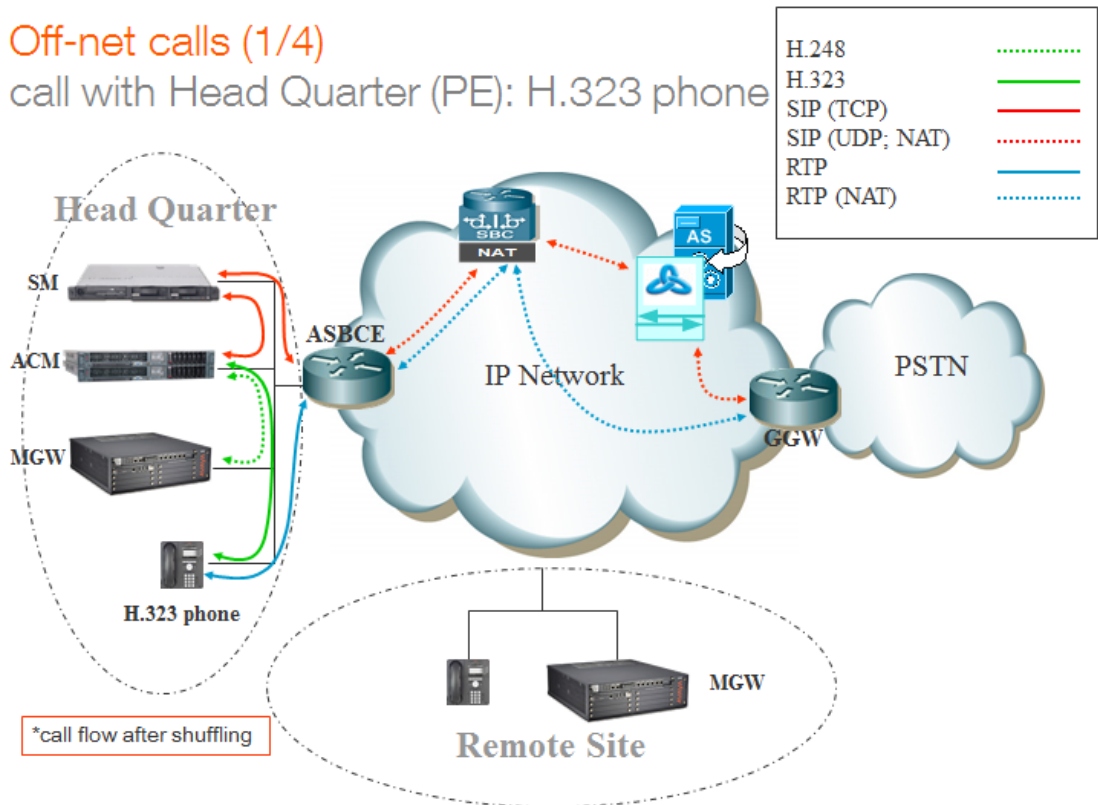 Off-net calls (1/4)
call with Head Quarter (PE): H.323 phone
H.248
H.323
SIP (TCP)
SIP (UDP; NAT)
RTP
RTP (NAT)
Head Quarter
SM
ACM
MGW
H.323 phone
ASBCE
SBC
NAT
IP Network
AS
GGW
PSTN
MGW
Remote Site
*call flow after shuffling